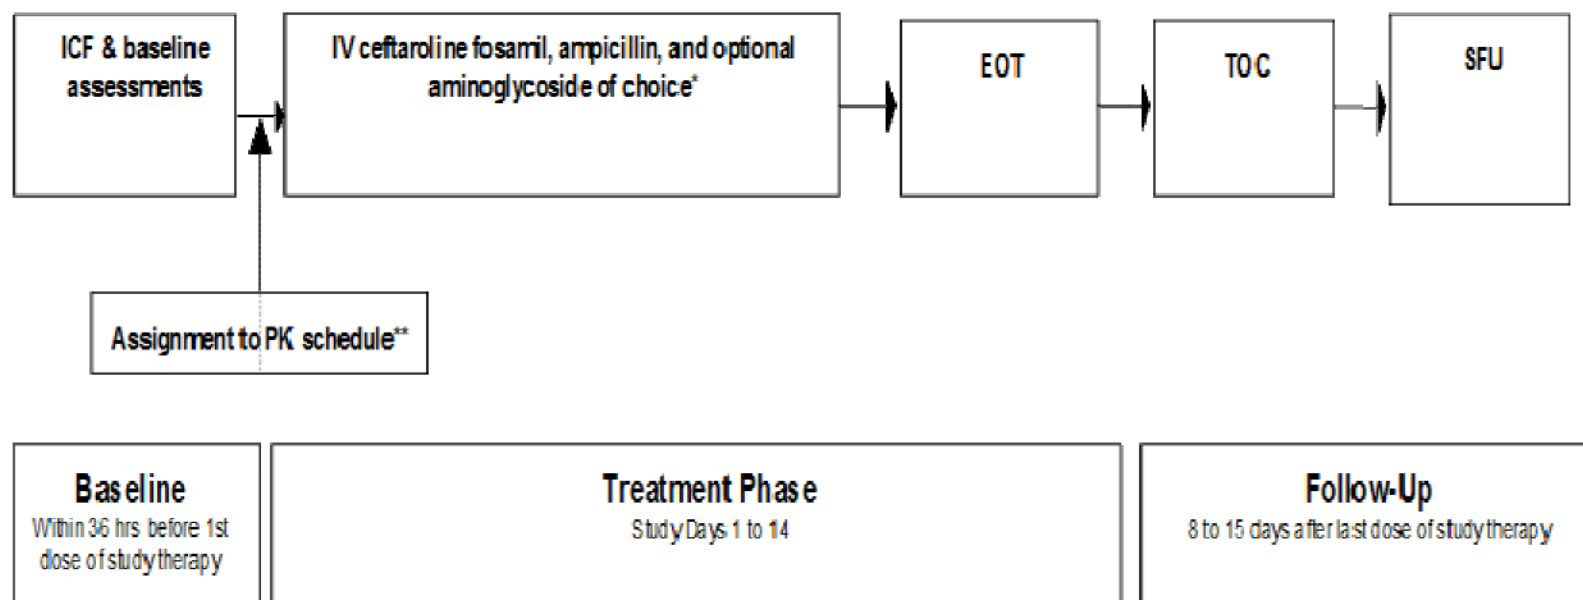 ICF & baseline
assessments
IV ceftaroline fosamil, ampicillin, and optional
aminoglycoside of choice*
EOT
TOC
SFU
Assignment to PK schedule**
Baseline
Within 36 hrs before 1st
dose of study therapy
Treatment Phase
Study Days 1 to 14
Follow-Up
8 to 15 days after last dose of study therapy